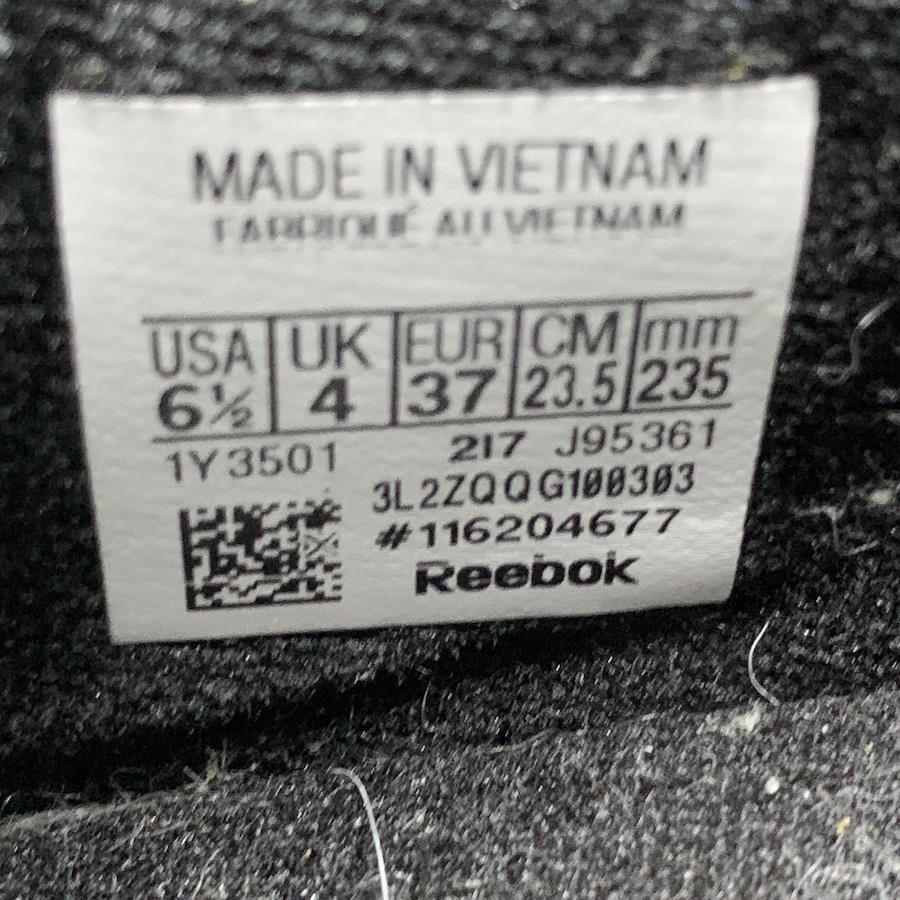 MADE IN VIETNAM
FABRIQUÉ AU VIETNAM
USA UK EUR CM mm
6½ 4 37 23.5 235
1Y3501 217 J95361
3L2ZQQG100303
#116204677
Reebok